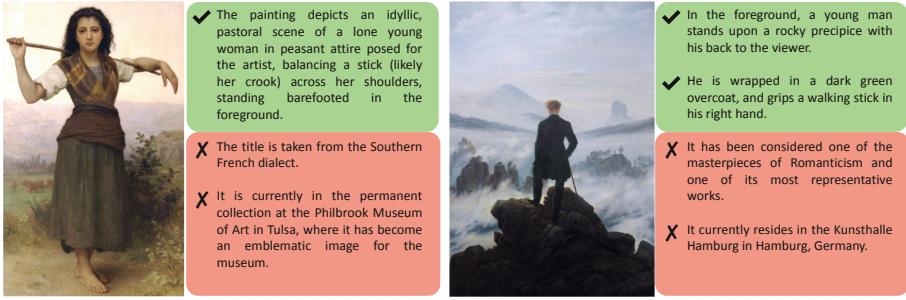 The painting depicts an idyllic,
pastoral scene of a lone young
woman in peasant attire posed for
the artist, balancing a stick (likely
her crook) across her shoulders,
standing barefooted in the
foreground.
The title is taken from the Southern
French dialect.
It is currently in the permanent
collection at the Philbrook Museum
of Art in Tulsa, where it has become
an emblematic image for the
museum.
In the foreground, a young man
stands upon a rocky precipice with
his back to the viewer.
He is wrapped in a dark green
overcoat, and grips a walking stick in
his right hand.
It has been considered one of the
masterpieces of Romanticism and
one of its most representative
works.
It currently resides in the Kunsthalle
Hamburg in Hamburg, Germany.